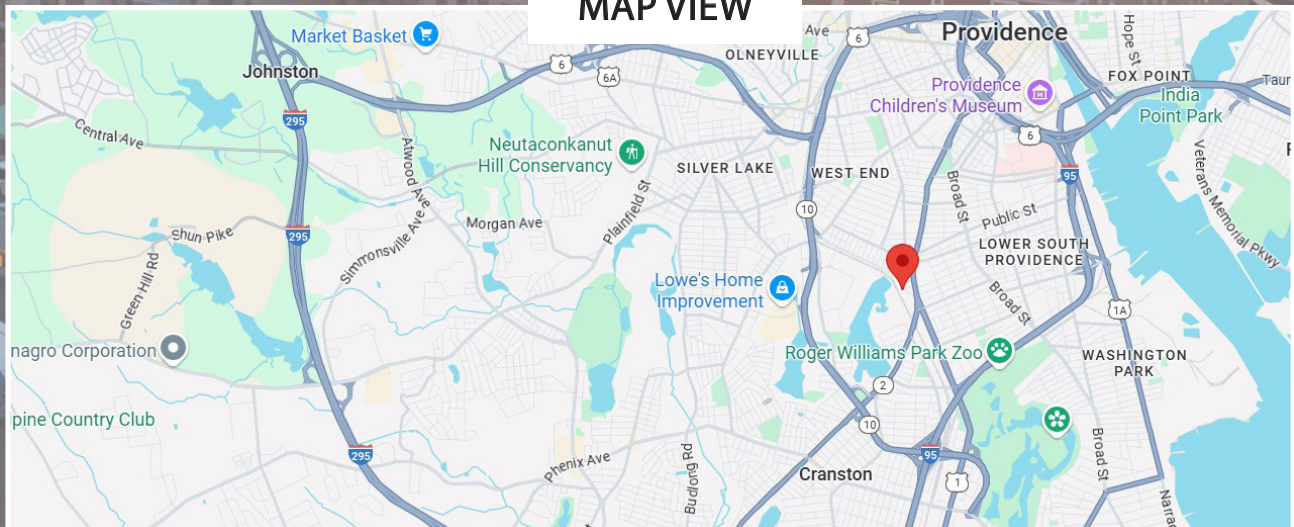 MAP VIEW
Market Basket
Johnston
6
6A
OLNEYVILLE
Ave
6
Providence
Hope St
FOX POINT
Taun
India
Point Park
Providence
Children's Museum
6
295
Central Ave
Atwood Ave
Neutaconkanut
Hill Conservancy
SILVER LAKE
WEST END
95
Broad St
Veterans Memorial Pkwy
Plainfield St
10
Public St
Morgan Ave
Shun Pike
295
Simmonsville Ave
LOWER SOUTH
PROVIDENCE
Green Hill Rd
Lowe's Home
Improvement
Broad St
1A
nagro Corporation
Roger Williams Park Zoo
WASHINGTON
PARK
2
pine Country Club
10
295
Phenix Ave
Budlong Rd
Cranston
95
1
Broad St
Narrag